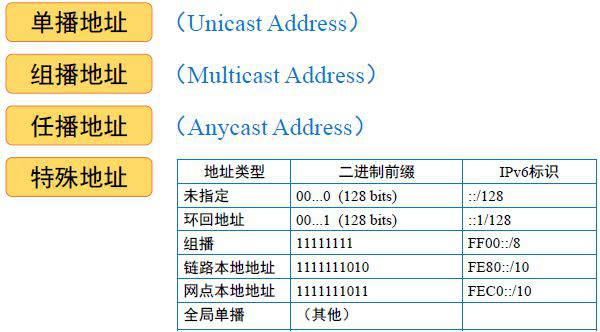 单播地址 （Unicast Address）
组播地址 （Multicast Address）
任播地址 （Anycast Address）
特殊地址
地址类型 二进制前缀 IPv6标识
未指定 00...0 (128 bits) ::/128
环回地址 00...1 (128 bits) ::1/128
组播 11111111 FF00::/8
链路本地地址 1111111010 FE80::/10
网点本地地址 1111111011 FEC0::/10
全局单播 （其他）